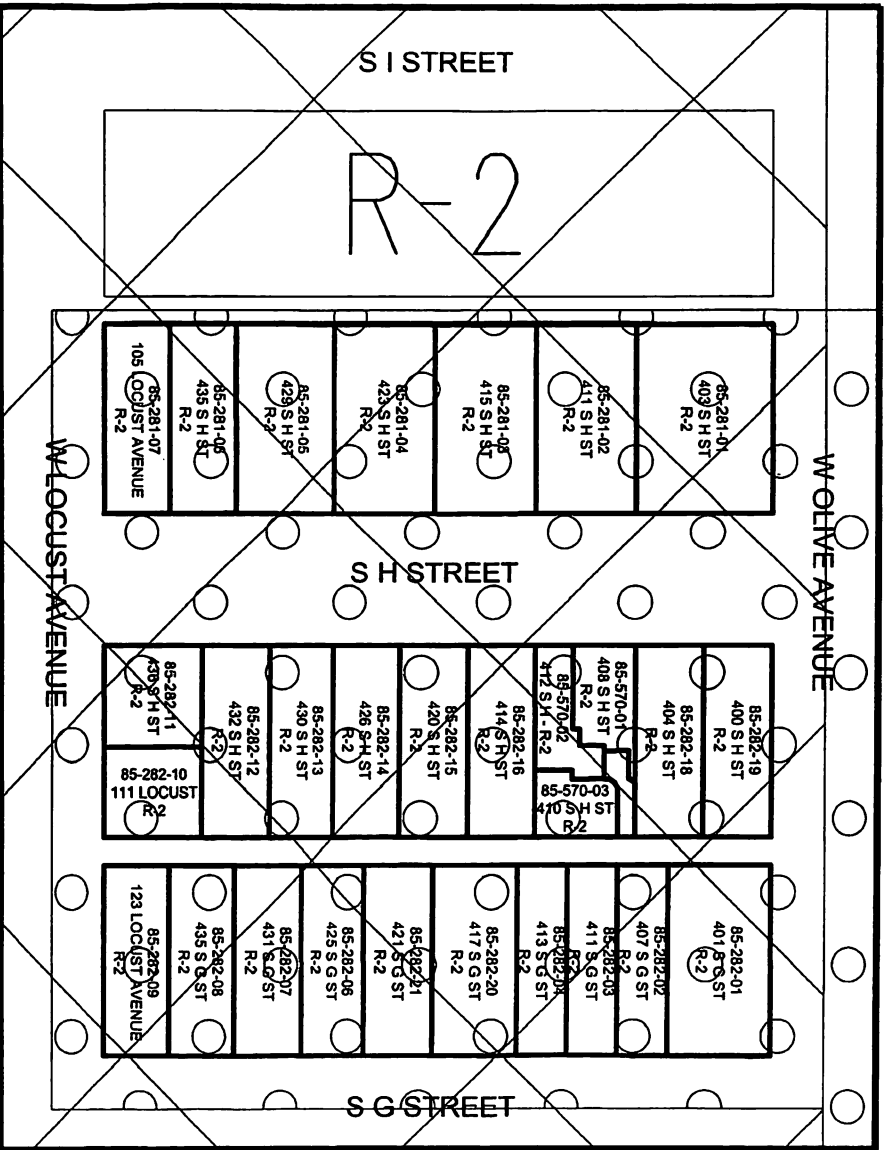 S I STREET
R-2
85-281-07
105 LOCUST AVENUE
R-2
85-281-06
435 S H ST
R-2
85-281-05
429 S H ST
R-2
85-281-04
423 S H ST
R-2
85-281-03
415 S H ST
R-2
85-281-02
411 S H ST
R-2
85-281-01
403 S H ST
R-2
W LOCUST AVENUE
W OLIVE AVENUE
S H STREET
85-282-11
436 S H ST
R-2
85-282-10
111 LOCUST
R-2
85-282-12
432 S H ST
R-2
85-282-13
430 S H ST
R-2
85-282-14
426 S H ST
R-2
85-282-15
420 S H ST
R-2
85-282-16
414 S H ST
R-2
85-570-02
412 S H - R-2
85-570-01
408 S H ST
R-2
85-570-03
410 S H ST
R-2
85-282-18
404 S H ST
R-2
85-282-19
400 S H ST
R-2
85-282-09
123 LOCUST AVENUE
R-2
85-282-08
435 S G ST
R-2
85-282-07
431 S G ST
R-2
85-282-06
425 S G ST
R-2
85-282-21
421 S G ST
R-2
85-282-20
417 S G ST
R-2
85-282-04
413 S G ST
R-2
85-282-03
411 S G ST
R-2
85-282-02
407 S G ST
R-2
85-282-01
401 S G ST
R-2
S G STREET